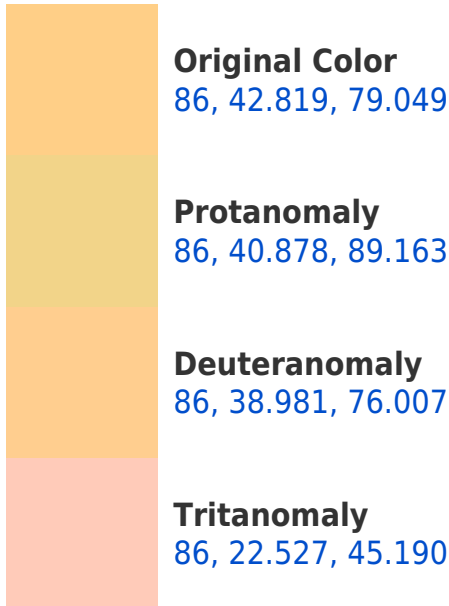 Original Color
86, 42.819, 79.049
Protanomaly
86, 40.878, 89.163
Deuteranomaly
86, 38.981, 76.007
Tritanomaly
86, 22.527, 45.190